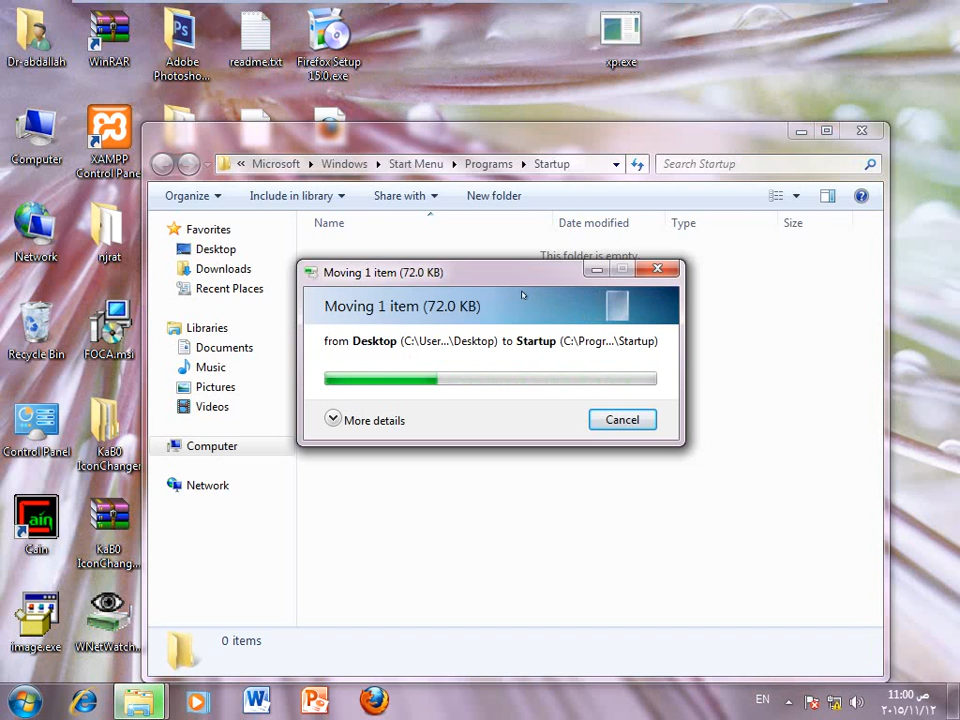 Dr-abdallah
WinRAR
Adobe
Photosho...
readme.txt
Firefox Setup
15.0.exe
xp.exe
Computer
XAMPP
Control Pane
Network
njrat
Recycle Bin
FOCA.msi
Control Panel
KaB0
IconChanger
Cain
KaB0
IconChang...
image.exe
WNetWatch...
« Microsoft Windows Start Menu Programs Startup
Search Startup
Organize Include in library Share with New folder
Name Date modified Type Size
Favorites
Desktop
Downloads
Recent Places
Libraries
Documents
Music
Pictures
Videos
Computer
Network
This folder is empty.
Moving 1 item (72.0 KB)
Moving 1 item (72.0 KB)
from Desktop (C:\User...\Desktop) to Startup (C:\Progr...\Startup)
More details
Cancel
0 items
EN
11:00 ص
٢٠١٥/١١/١٢